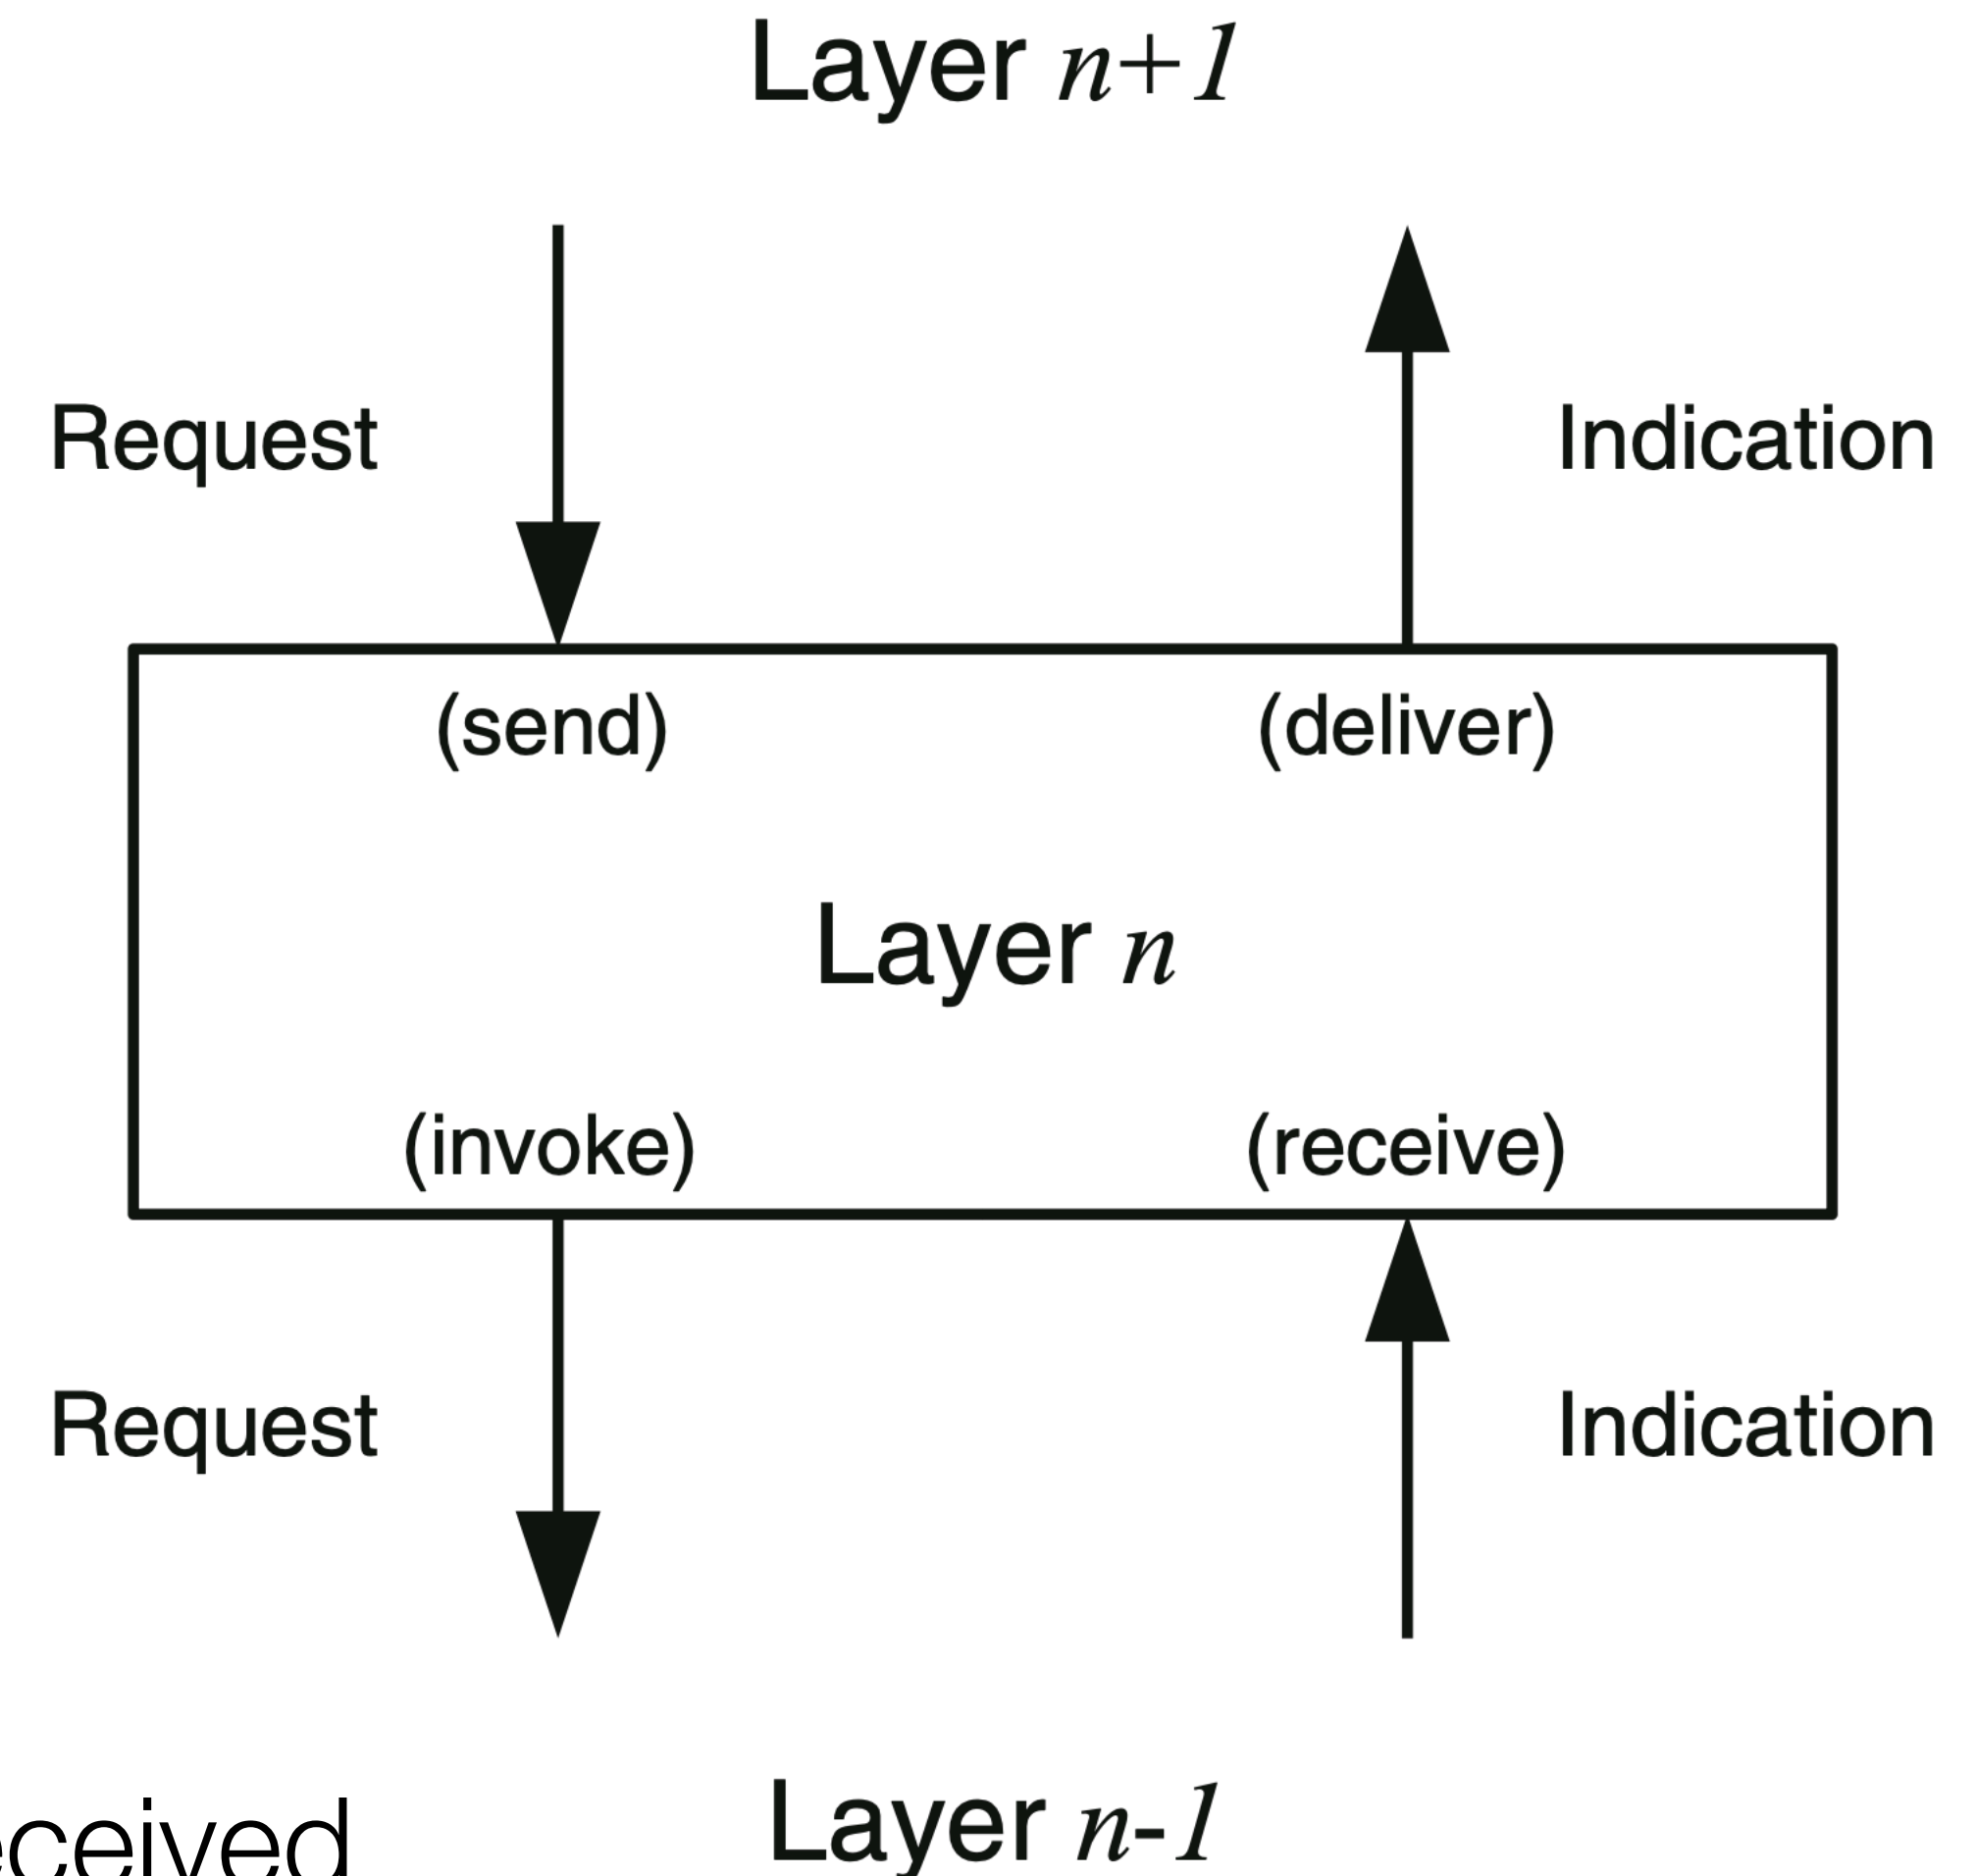 Layer n+1
Request
Indication
(send)
(deliver)
Layer n
(invoke)
(receive)
Request
Indication
Layer n-1